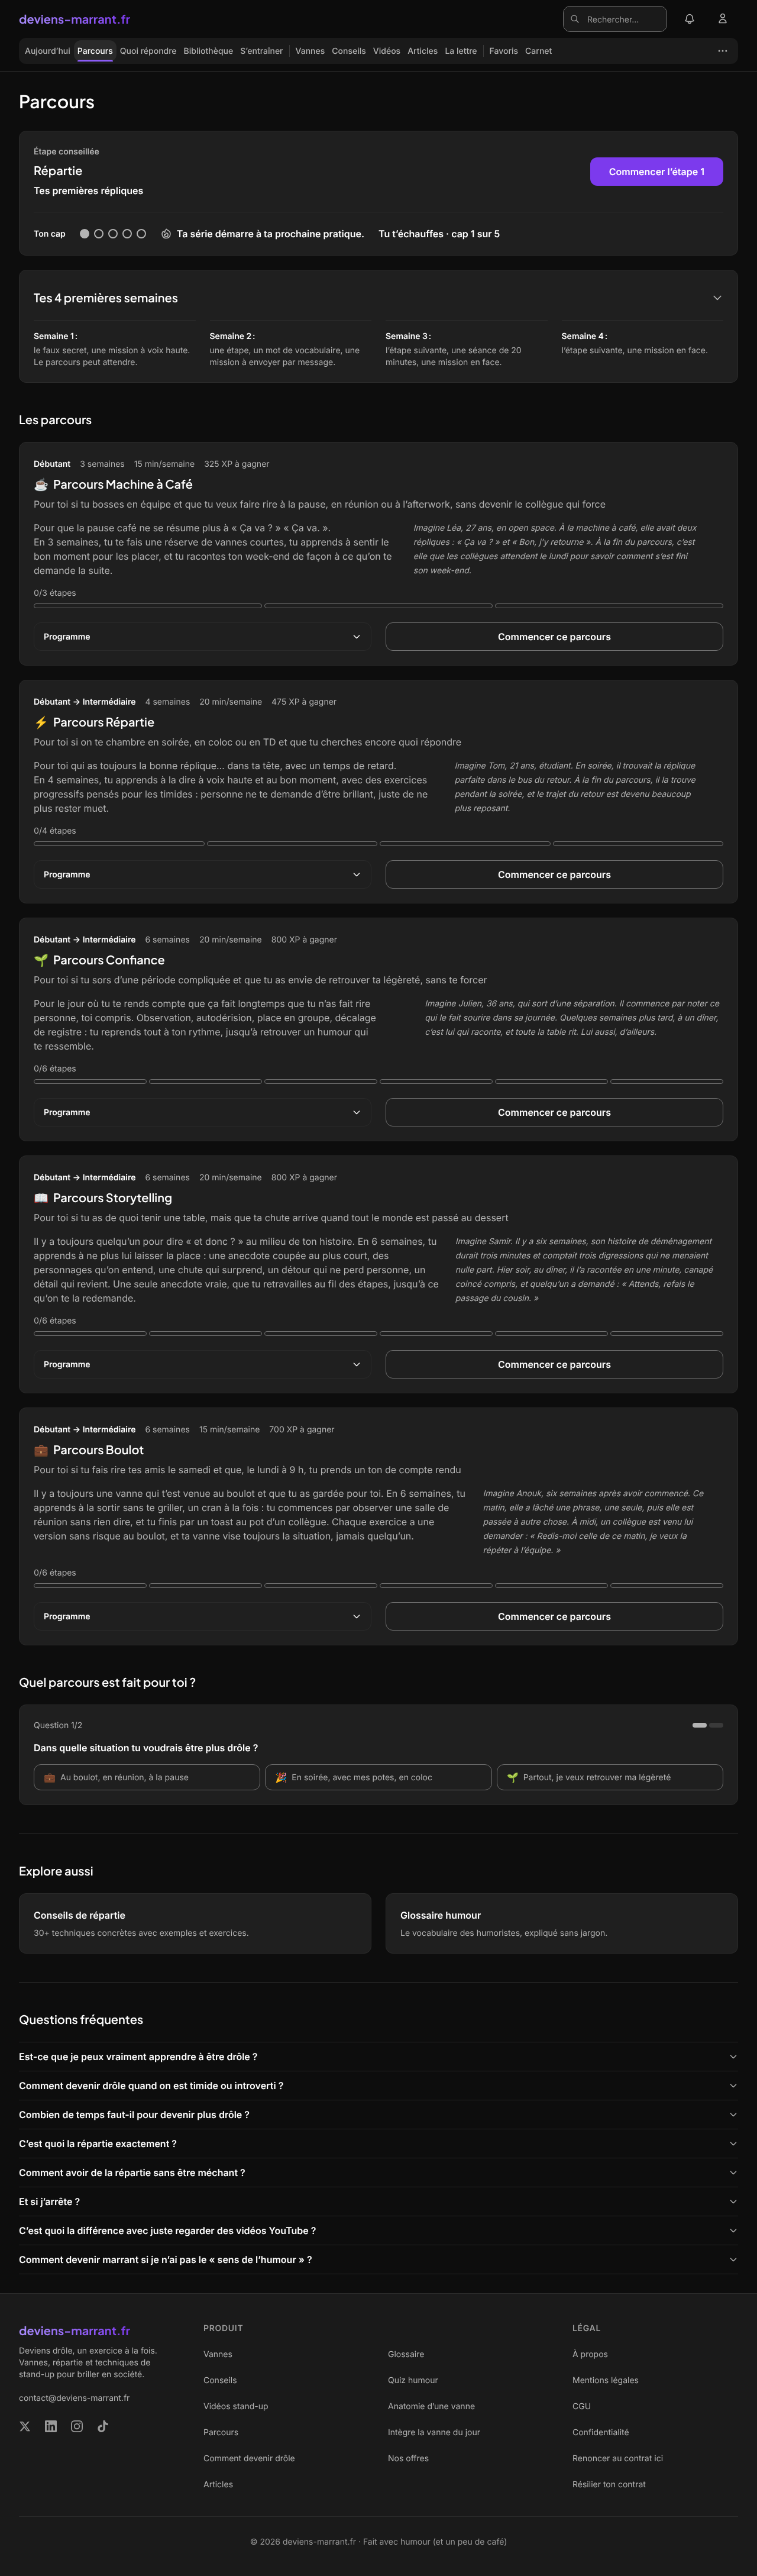 deviens-marrant.fr
Rechercher...
Aujourd'hui Parcours Quoi répondre Bibliothèque S'entraîner Vannes Conseils Vidéos Articles La lettre Favoris Carnet
Parcours
Étape conseillée
Répartie
Tes premières répliques
Commencer l'étape 1
Ton cap
Ta série démarre à ta prochaine pratique.
Tu t'échauffes · cap 1 sur 5
Tes 4 premières semaines
Semaine 1 :
le faux secret, une mission à voix haute.
Le parcours peut attendre.
Semaine 2 :
une étape, un mot de vocabulaire, une
mission à envoyer par message.
Semaine 3 :
l'étape suivante, une séance de 20
minutes, une mission en face.
Semaine 4 :
l'étape suivante, une mission en face.
Les parcours
Débutant 3 semaines 15 min/semaine 325 XP à gagner
☕ Parcours Machine à Café
Pour toi si tu bosses en équipe et que tu veux faire rire à la pause, en réunion ou à l'afterwork, sans devenir le collègue qui force
Pour que la pause café ne se résume plus à « Ça va ? » « Ça va. ».
En 3 semaines, tu te fais une réserve de vannes courtes, tu apprends à sentir le
bon moment pour les placer, et tu racontes ton week-end de façon à ce qu'on te
demande la suite.
Imagine Léa, 27 ans, en open space. À la machine à café, elle avait deux
répliques : « Ça va ? » et « Bon, j'y retourne ». À la fin du parcours, c'est
elle que les collègues attendent le lundi pour savoir comment s'est fini
son week-end.
0/3 étapes
Programme
Commencer ce parcours
Débutant → Intermédiaire 4 semaines 20 min/semaine 475 XP à gagner
⚡ Parcours Répartie
Pour toi si on te chambre en soirée, en coloc ou en TD et que tu cherches encore quoi répondre
Pour toi qui as toujours la bonne réplique... dans ta tête, avec un temps de retard.
En 4 semaines, tu apprends à la dire à voix haute et au bon moment, avec des exercices
progressifs pensés pour les timides : personne ne te demande d'être brillant, juste de ne
plus rester muet.
Imagine Tom, 21 ans, étudiant. En soirée, il trouvait la réplique
parfaite dans le bus du retour. À la fin du parcours, il la trouve
pendant la soirée, et le trajet du retour est devenu beaucoup
plus reposant.
0/4 étapes
Programme
Commencer ce parcours
Débutant → Intermédiaire 6 semaines 20 min/semaine 800 XP à gagner
🌱 Parcours Confiance
Pour toi si tu sors d'une période compliquée et que tu as envie de retrouver ta légèreté, sans te forcer
Pour le jour où tu te rends compte que ça fait longtemps que tu n'as fait rire
personne, toi compris. Observation, autodérision, place en groupe, décalage
de registre : tu reprends tout à ton rythme, jusqu'à retrouver un humour qui
te ressemble.
Imagine Julien, 36 ans, qui sort d'une séparation. Il commence par noter ce
qui le fait sourire dans sa journée. Quelques semaines plus tard, à un dîner,
c'est lui qui raconte, et toute la table rit. Lui aussi, d'ailleurs.
0/6 étapes
Programme
Commencer ce parcours
Débutant → Intermédiaire 6 semaines 20 min/semaine 800 XP à gagner
📖 Parcours Storytelling
Pour toi si tu as de quoi tenir une table, mais que ta chute arrive quand tout le monde est passé au dessert
Il y a toujours quelqu'un pour dire « et donc ? » au milieu de ton histoire. En 6 semaines, tu
apprends à ne plus lui laisser la place : une anecdote coupée au plus court, des
personnages qu'on entend, une chute qui surprend, un détour qui ne perd personne, un
détail qui revient. Une seule anecdote vraie, que tu retravailles au fil des étapes, jusqu'à ce
qu'on te la redemande.
Imagine Samir. Il y a six semaines, son histoire de déménagement
durait trois minutes et comptait trois digressions qui ne menaient
nulle part. Hier soir, au dîner, il l'a racontée en une minute, canapé
coincé compris, et quelqu'un a demandé : « Attends, refais le
passage du cousin. »
0/6 étapes
Programme
Commencer ce parcours
Débutant → Intermédiaire 6 semaines 15 min/semaine 700 XP à gagner
💼 Parcours Boulot
Pour toi si tu fais rire tes amis le samedi et que, le lundi à 9 h, tu prends un ton de compte rendu
Il y a toujours une vanne qui t'est venue au boulot et que tu as gardée pour toi. En 6 semaines, tu
apprends à la sortir sans te griller, un cran à la fois : tu commences par observer une salle de
réunion sans rien dire, et tu finis par un toast au pot d'un collègue. Chaque exercice a une
version sans risque au boulot, et ta vanne vise toujours la situation, jamais quelqu'un.
Imagine Anouk, six semaines après avoir commencé. Ce
matin, elle a lâché une phrase, une seule, puis elle est
passée à autre chose. À midi, un collègue est venu lui
demander : « Redis-moi celle de ce matin, je veux la
répéter à l'équipe. »
0/6 étapes
Programme
Commencer ce parcours
Quel parcours est fait pour toi ?
Question 1/2
Dans quelle situation tu voudrais être plus drôle ?
💼 Au boulot, en réunion, à la pause
🎉 En soirée, avec mes potes, en coloc
🌱 Partout, je veux retrouver ma légèreté
Explore aussi
Conseils de répartie
30+ techniques concrètes avec exemples et exercices.
Glossaire humour
Le vocabulaire des humoristes, expliqué sans jargon.
Questions fréquentes
Est-ce que je peux vraiment apprendre à être drôle ?
Comment devenir drôle quand on est timide ou introverti ?
Combien de temps faut-il pour devenir plus drôle ?
C'est quoi la répartie exactement ?
Comment avoir de la répartie sans être méchant ?
Et si j'arrête ?
C'est quoi la différence avec juste regarder des vidéos YouTube ?
Comment devenir marrant si je n'ai pas le « sens de l'humour » ?
deviens-marrant.fr
Deviens drôle, un exercice à la fois.
Vannes, répartie et techniques de
stand-up pour briller en société.
contact@deviens-marrant.fr
PRODUIT
Vannes
Conseils
Vidéos stand-up
Parcours
Comment devenir drôle
Articles
Glossaire
Quiz humour
Anatomie d'une vanne
Intègre la vanne du jour
Nos offres
LÉGAL
À propos
Mentions légales
CGU
Confidentialité
Renoncer au contrat ici
Résilier ton contrat
© 2026 deviens-marrant.fr · Fait avec humour (et un peu de café)